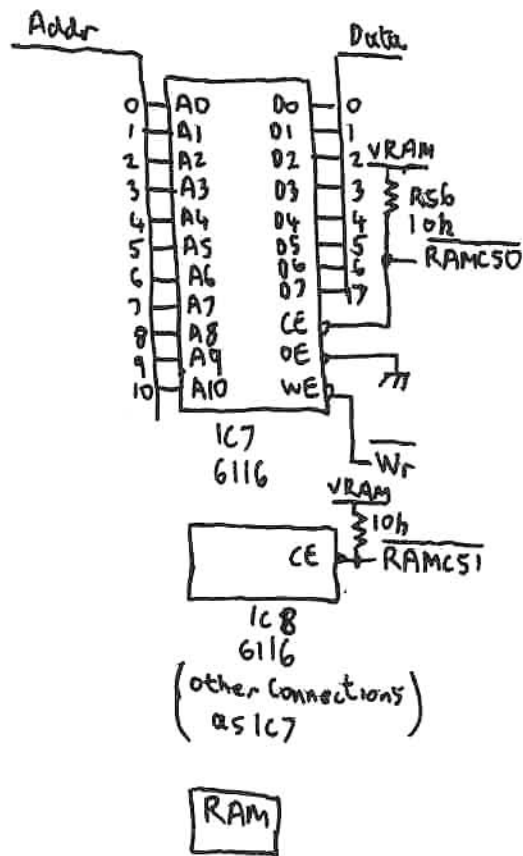 Addr Data
0 A0 D0 0
1 A1 D1 1
2 A2 D2 2 VRAM
3 A3 D3 3 R56
4 A4 D4 4 10k
5 A5 D5 5 RAMCS0
6 A6 D6 6
7 A7 D7 7
8 A8 CE
9 A9 OE
10 A10 WE
IC7
6116
Wr
VRAM
10k
CE RAMCS1
IC8
6116
(other connections
as IC7)
RAM